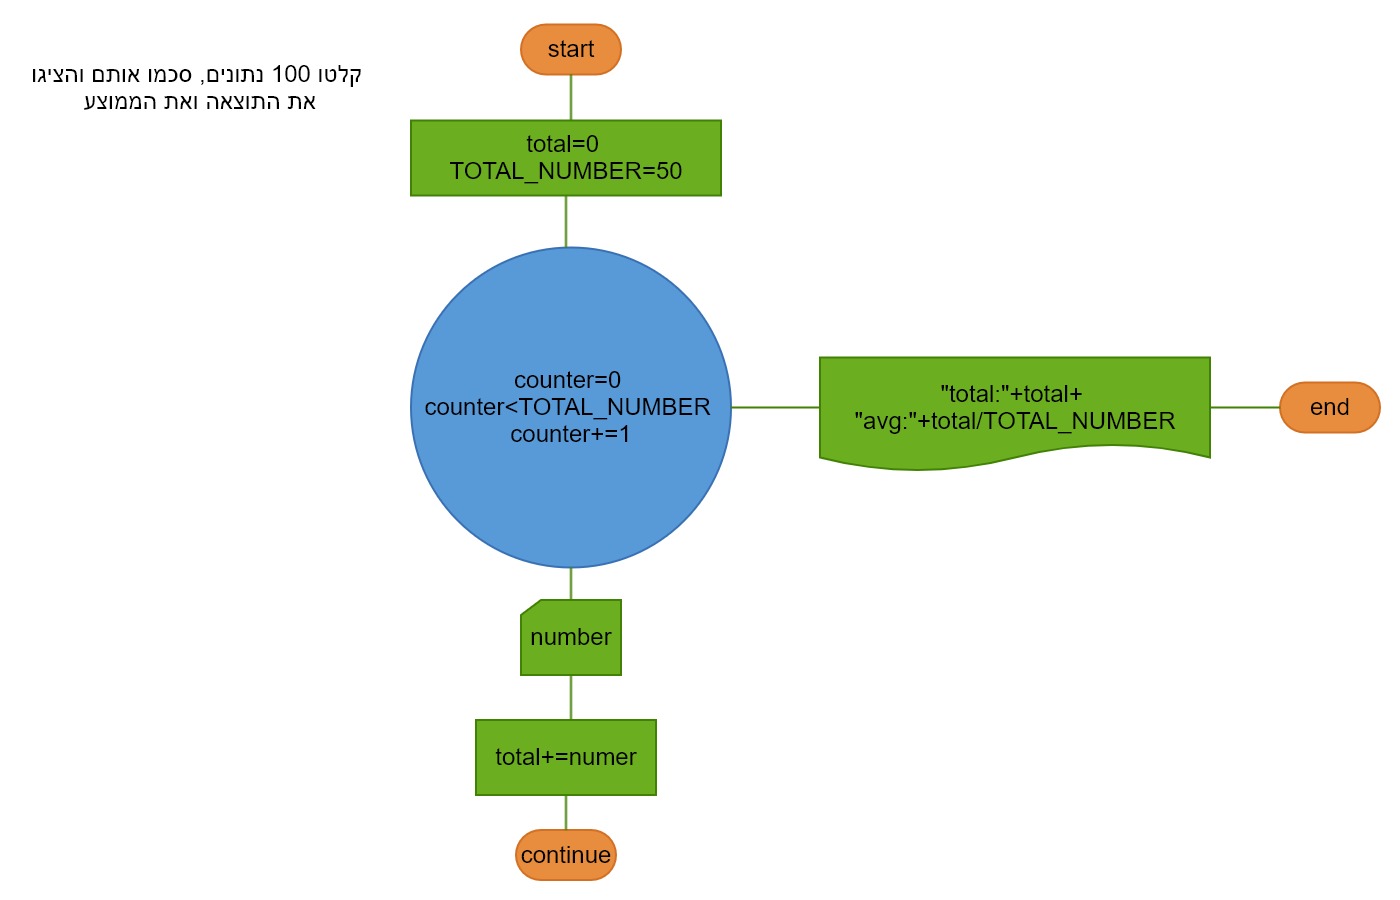 start
קלטו 100 נתונים, סכמו אותם והציגו
את התוצאה ואת הממוצע
total=0
TOTAL_NUMBER=50
counter=0
counter<TOTAL_NUMBER
counter+=1
"total:"+total+
"avg:"+total/TOTAL_NUMBER
end
number
total+=numer
continue